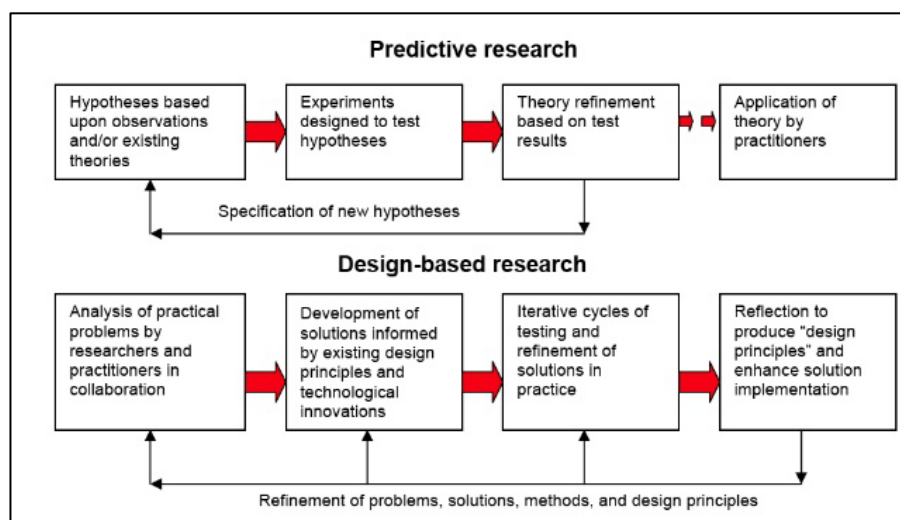 Predictive research
Hypotheses based
upon observations
and/or existing
theories
Experiments
designed to test
hypotheses
Theory refinement
based on test
results
Application of
theory by
practitioners
Specification of new hypotheses
Design-based research
Analysis of practical
problems by
researchers and
practitioners in
collaboration
Development of
solutions informed
by existing design
principles and
technological
innovations
Iterative cycles of
testing and
refinement of
solutions in
practice
Reflection to
produce "design
principles" and
enhance solution
implementation
Refinement of problems, solutions, methods, and design principles